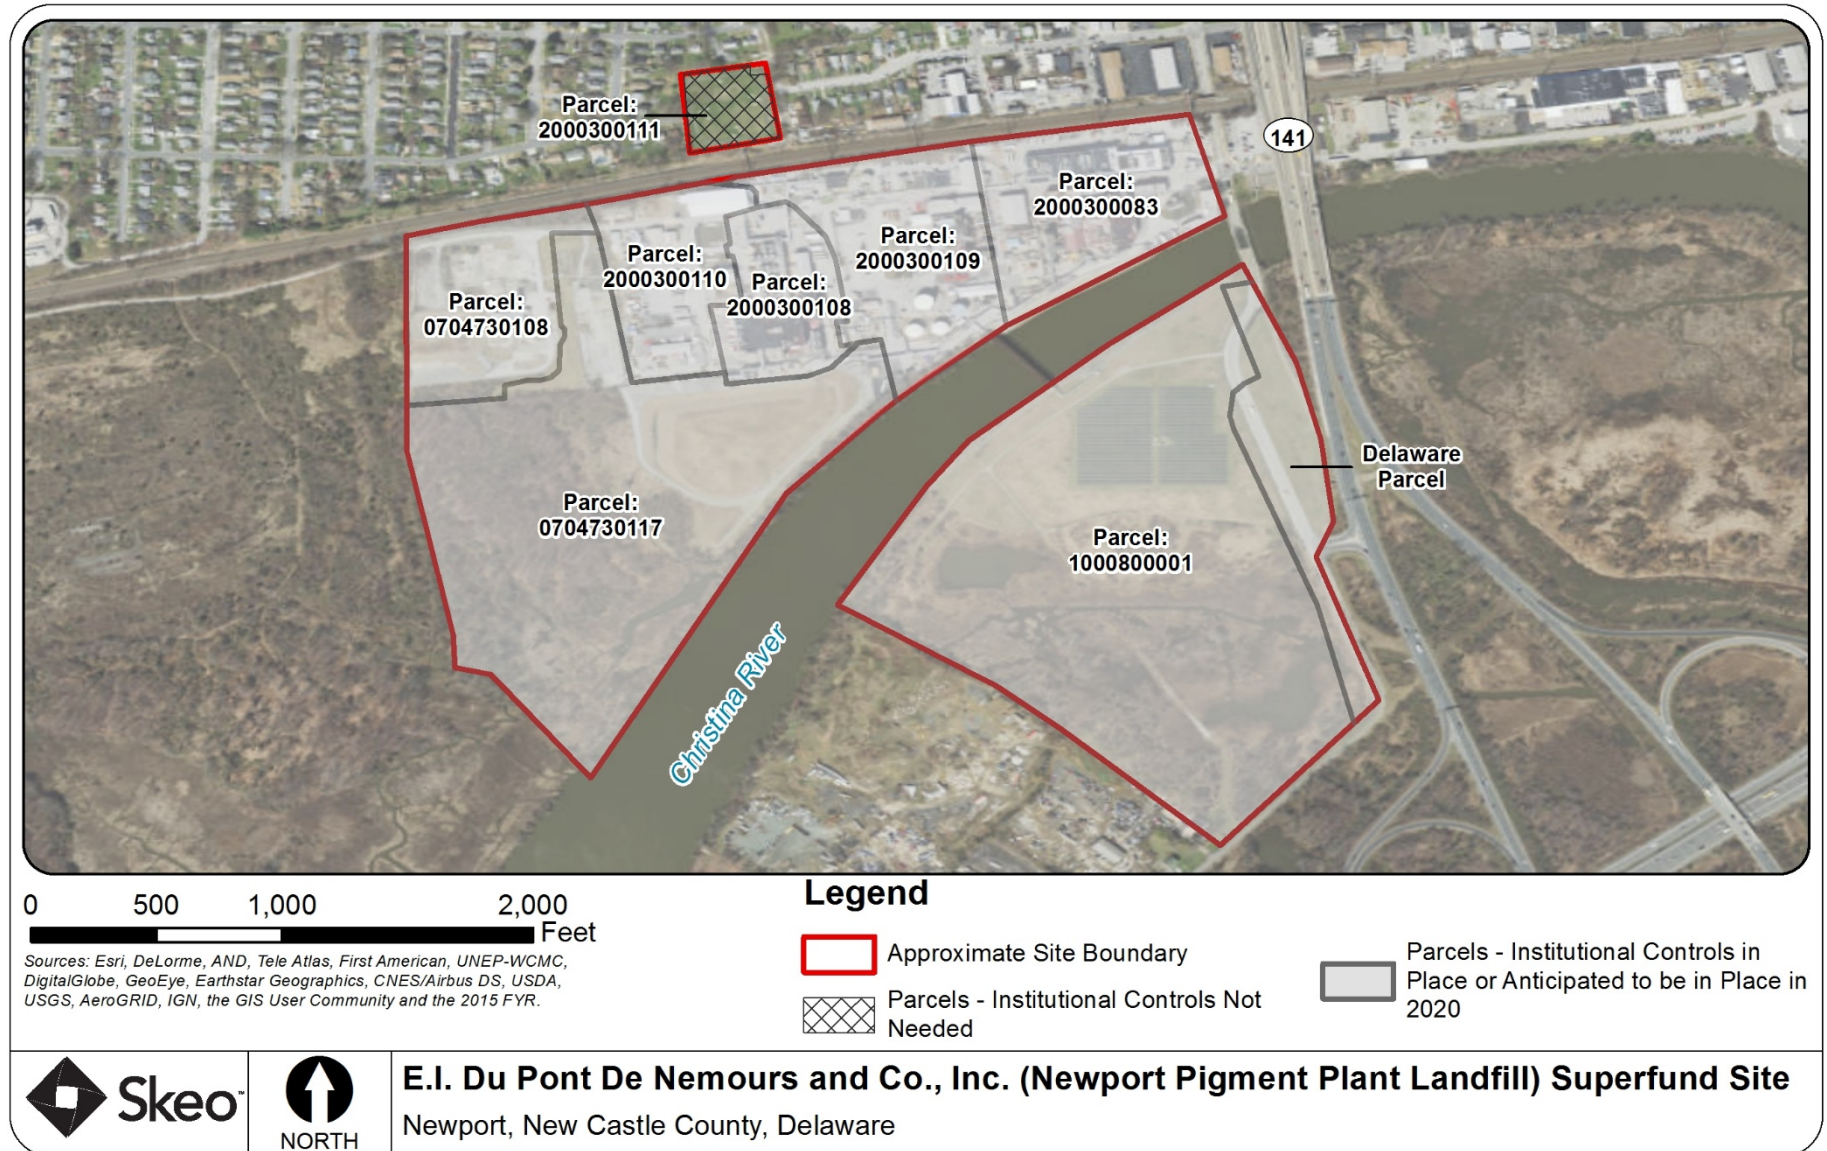 Parcel:
2000300111
141
Parcel:
2000300083
Parcel:
2000300109
Parcel:
2000300110
Parcel:
2000300108
Parcel:
0704730108
Delaware
Parcel
Parcel:
0704730117
Parcel:
1000800001
Christina River
0 500 1,000 2,000
Feet
Sources: Esri, DeLorme, AND, Tele Atlas, First American, UNEP-WCMC,
DigitalGlobe, GeoEye, Earthstar Geographics, CNES/Airbus DS, USDA,
USGS, AeroGRID, IGN, the GIS User Community and the 2015 FYR.
Legend
Approximate Site Boundary
Parcels - Institutional Controls Not
Needed
Parcels - Institutional Controls in
Place or Anticipated to be in Place in
2020
Skeo™
NORTH
E.I. Du Pont De Nemours and Co., Inc. (Newport Pigment Plant Landfill) Superfund Site
Newport, New Castle County, Delaware